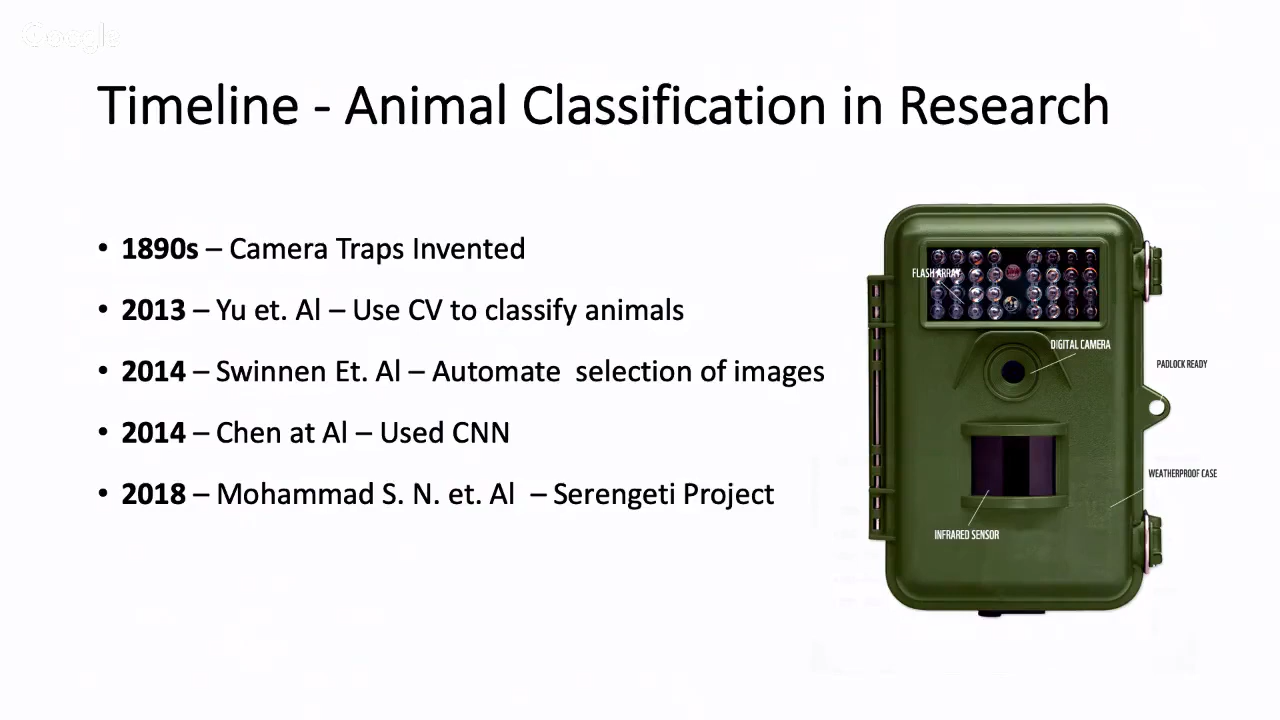 Google
Timeline - Animal Classification in Research
• 1890s – Camera Traps Invented
• 2013 – Yu et. Al – Use CV to classify animals
• 2014 – Swinnen Et. Al – Automate  selection of images
• 2014 – Chen at Al – Used CNN
• 2018 – Mohammad S. N. et. Al  – Serengeti Project
FLASH ARRAY
DIGITAL CAMERA
PADLOCK READY
WEATHERPROOF CASE
INFRARED SENSOR